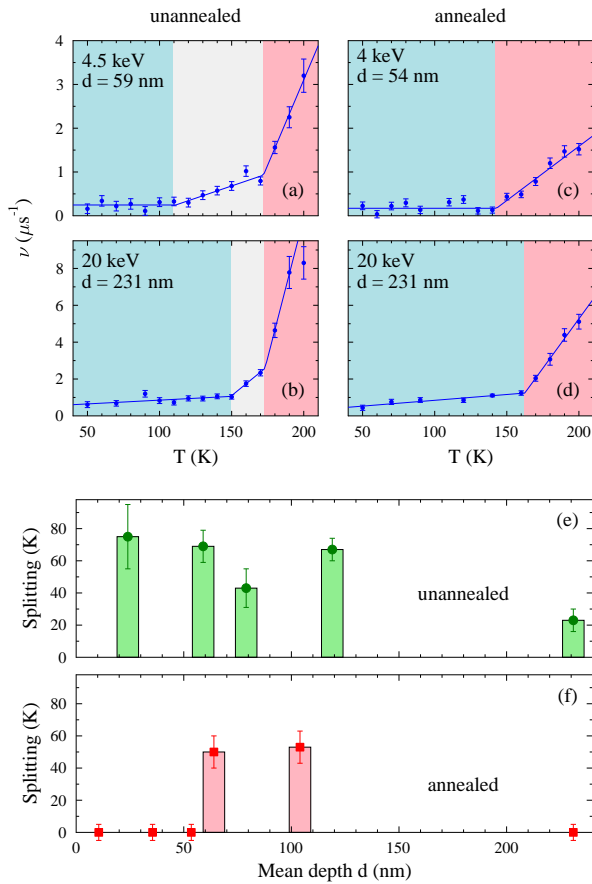 unannealed
annealed
4
3
2
1
0
ν (μs⁻¹)
4.5 keV
d = 59 nm
(a)
4 keV
d = 54 nm
(c)
8
6
4
2
0
20 keV
d = 231 nm
(b)
20 keV
d = 231 nm
(d)
50 100 150 200
50 100 150 200
T (K)
T (K)
80
60
40
20
0
Splitting (K)
(e)
unannealed
80
60
40
20
0
Splitting (K)
(f)
annealed
0 50 100 150 200
Mean depth d (nm)